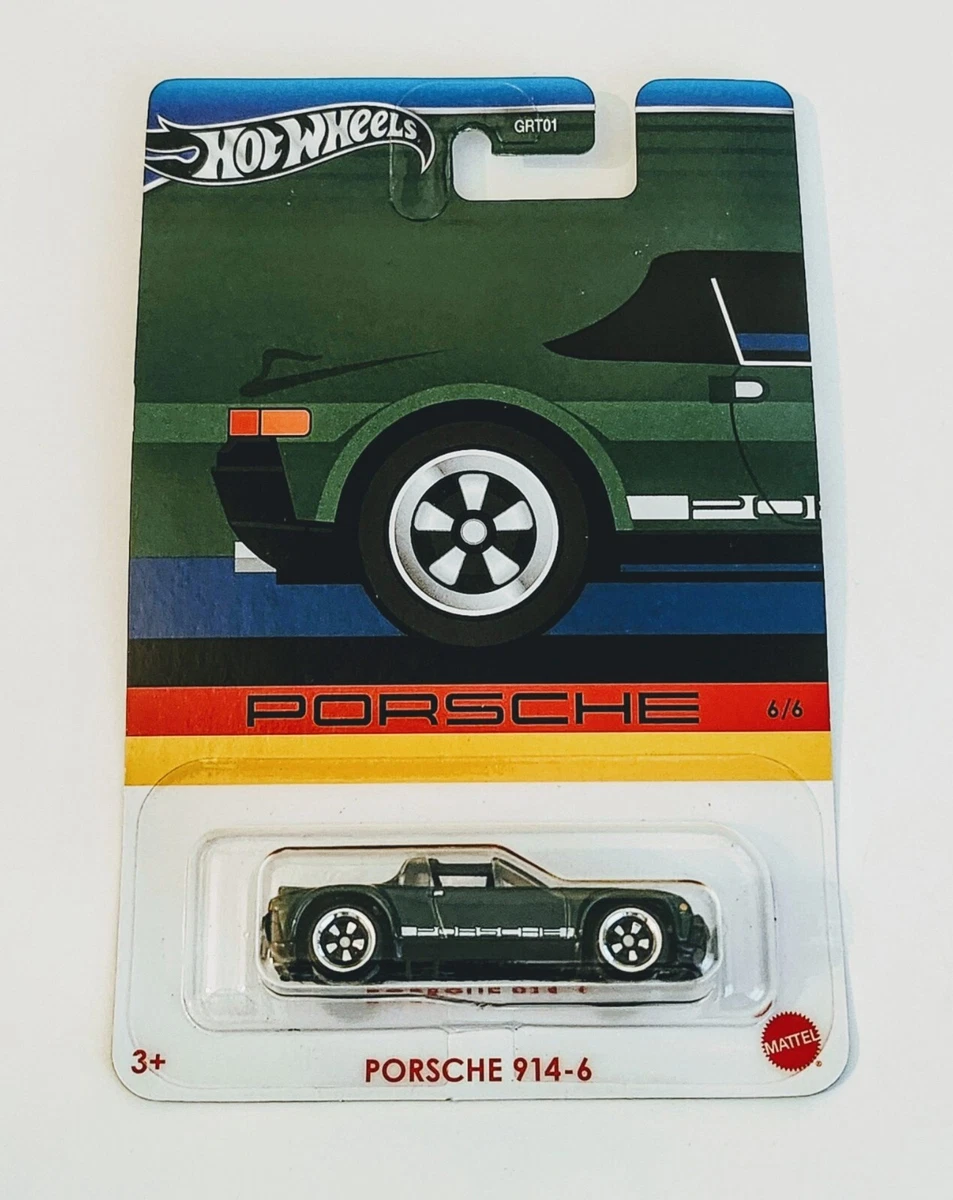 HOT WHEELS
GRT01
PORSCHE
6/6
PORSCHE
3+
PORSCHE 914-6
MATTEL